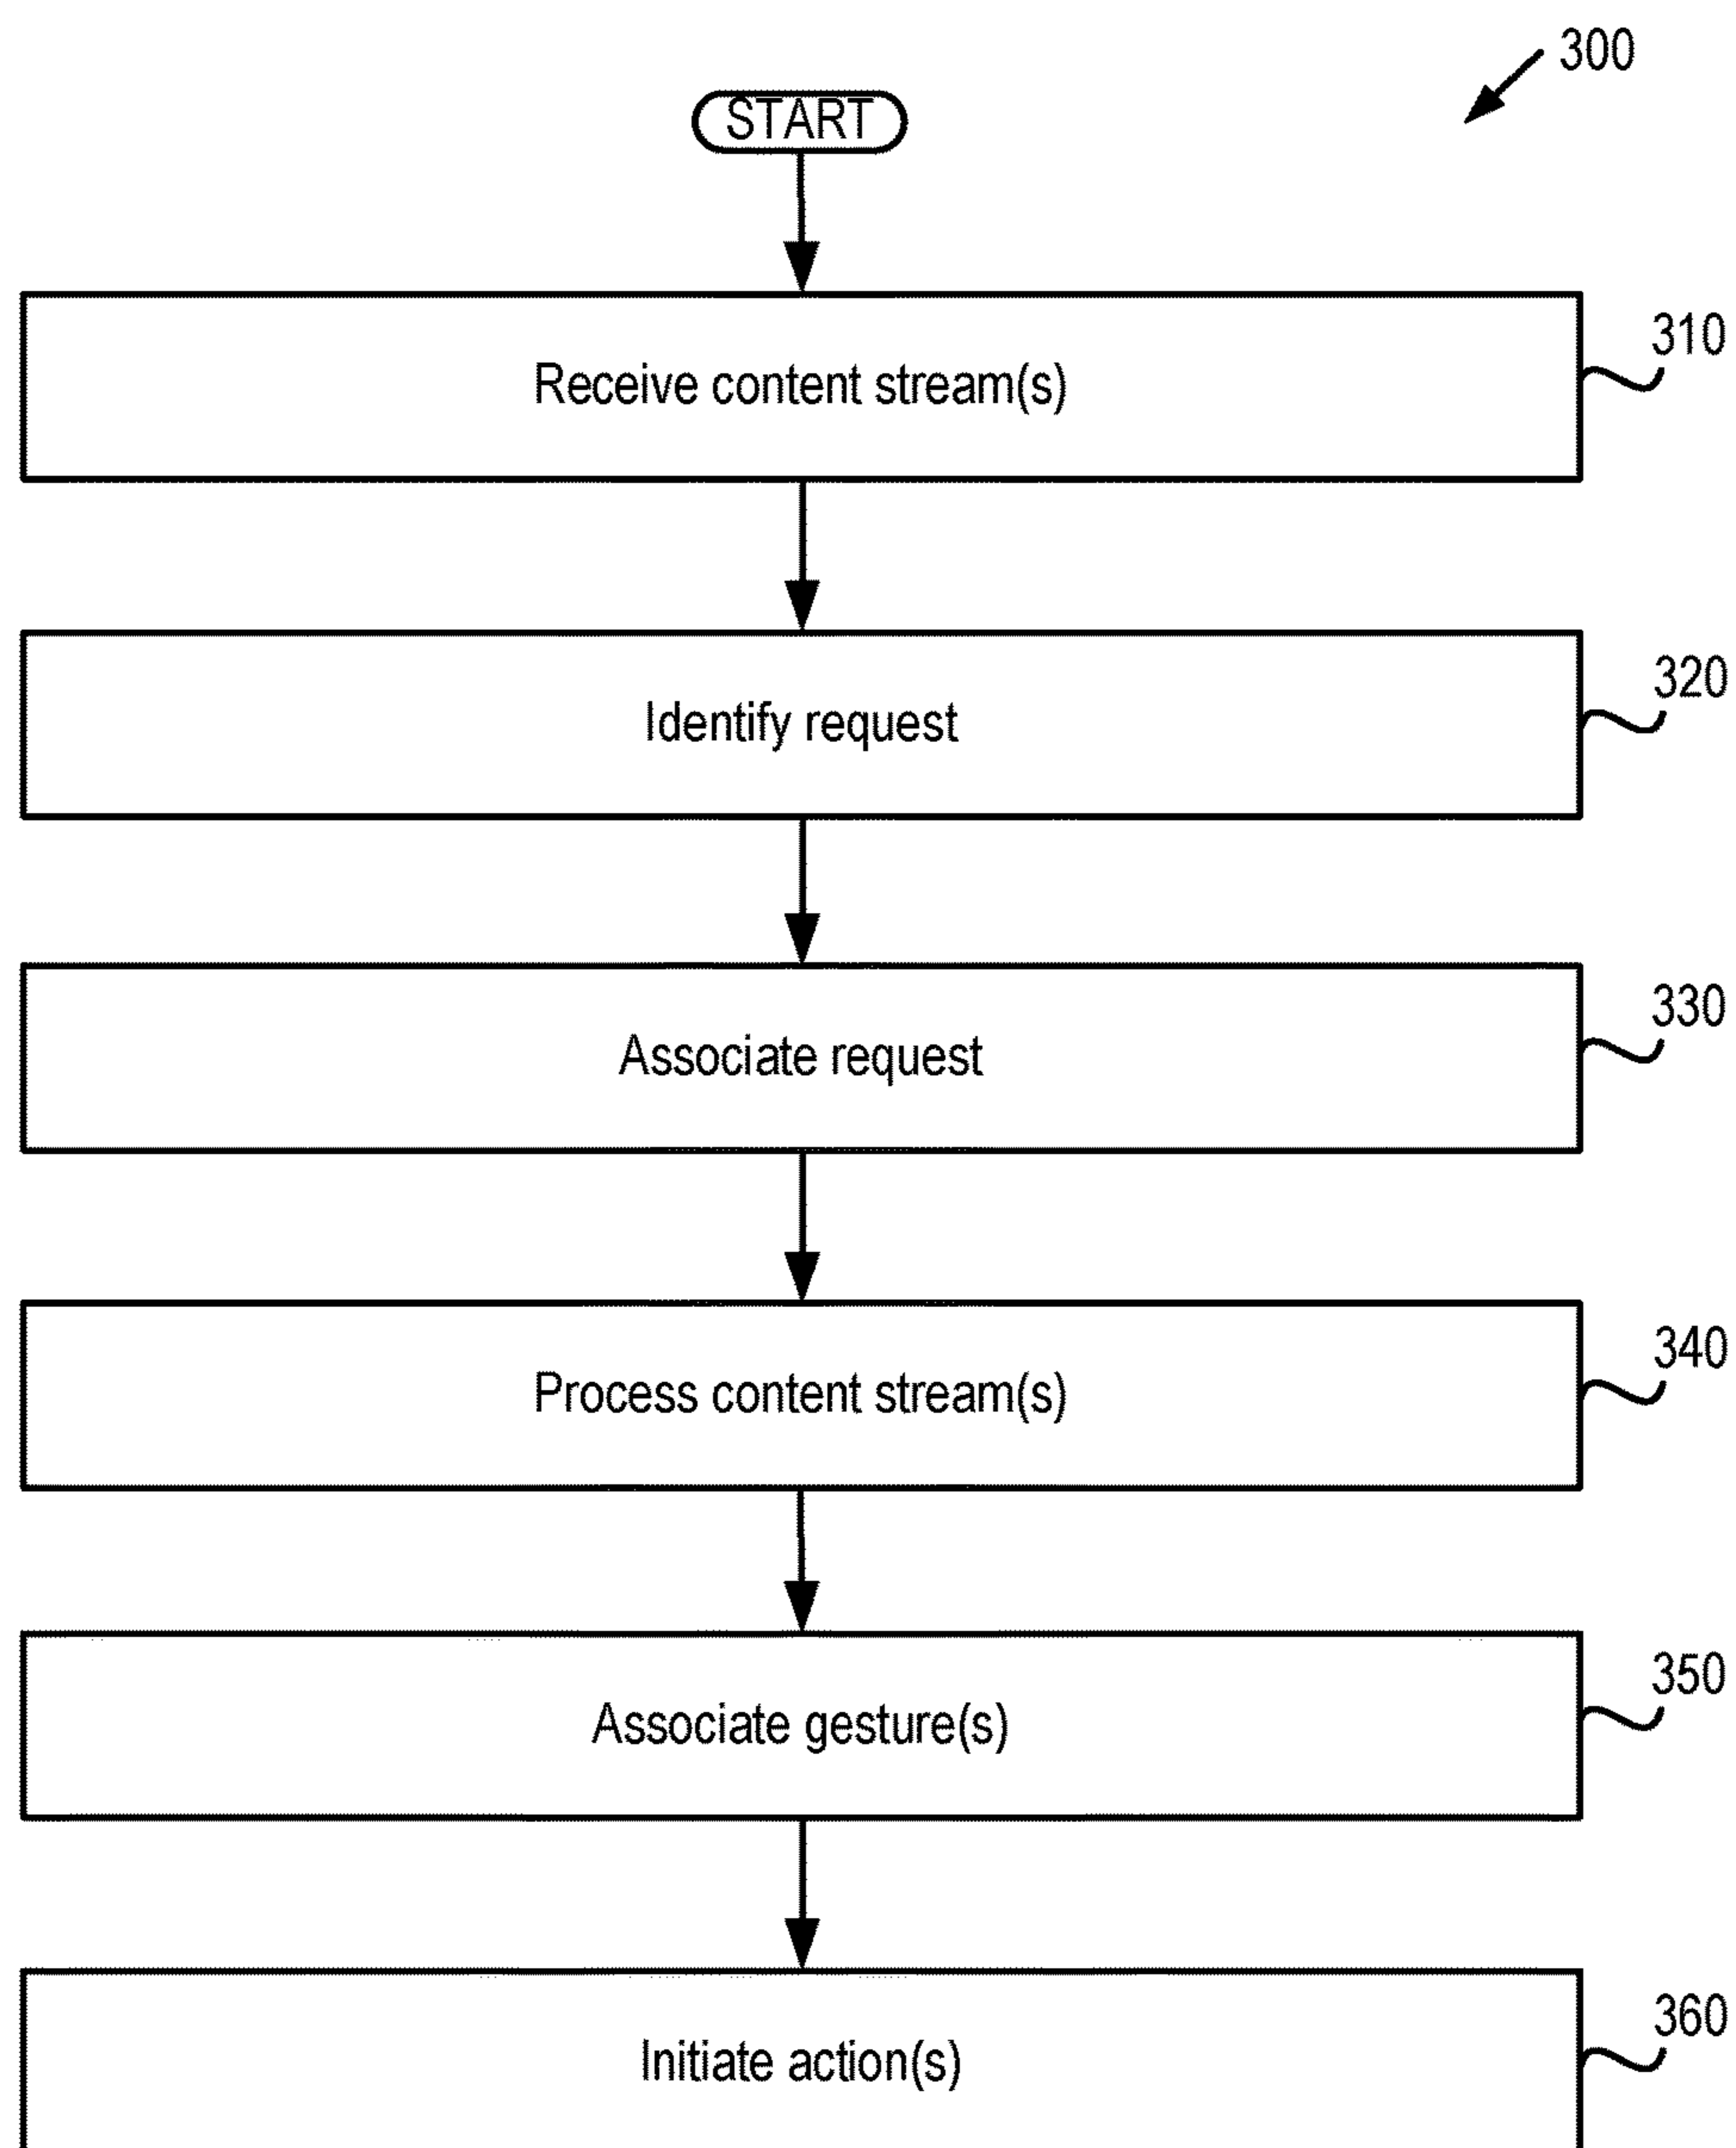 300
START
310
Receive content stream(s)
320
Identify request
330
Associate request
340
Process content stream(s)
350
Associate gesture(s)
360
Initiate action(s)